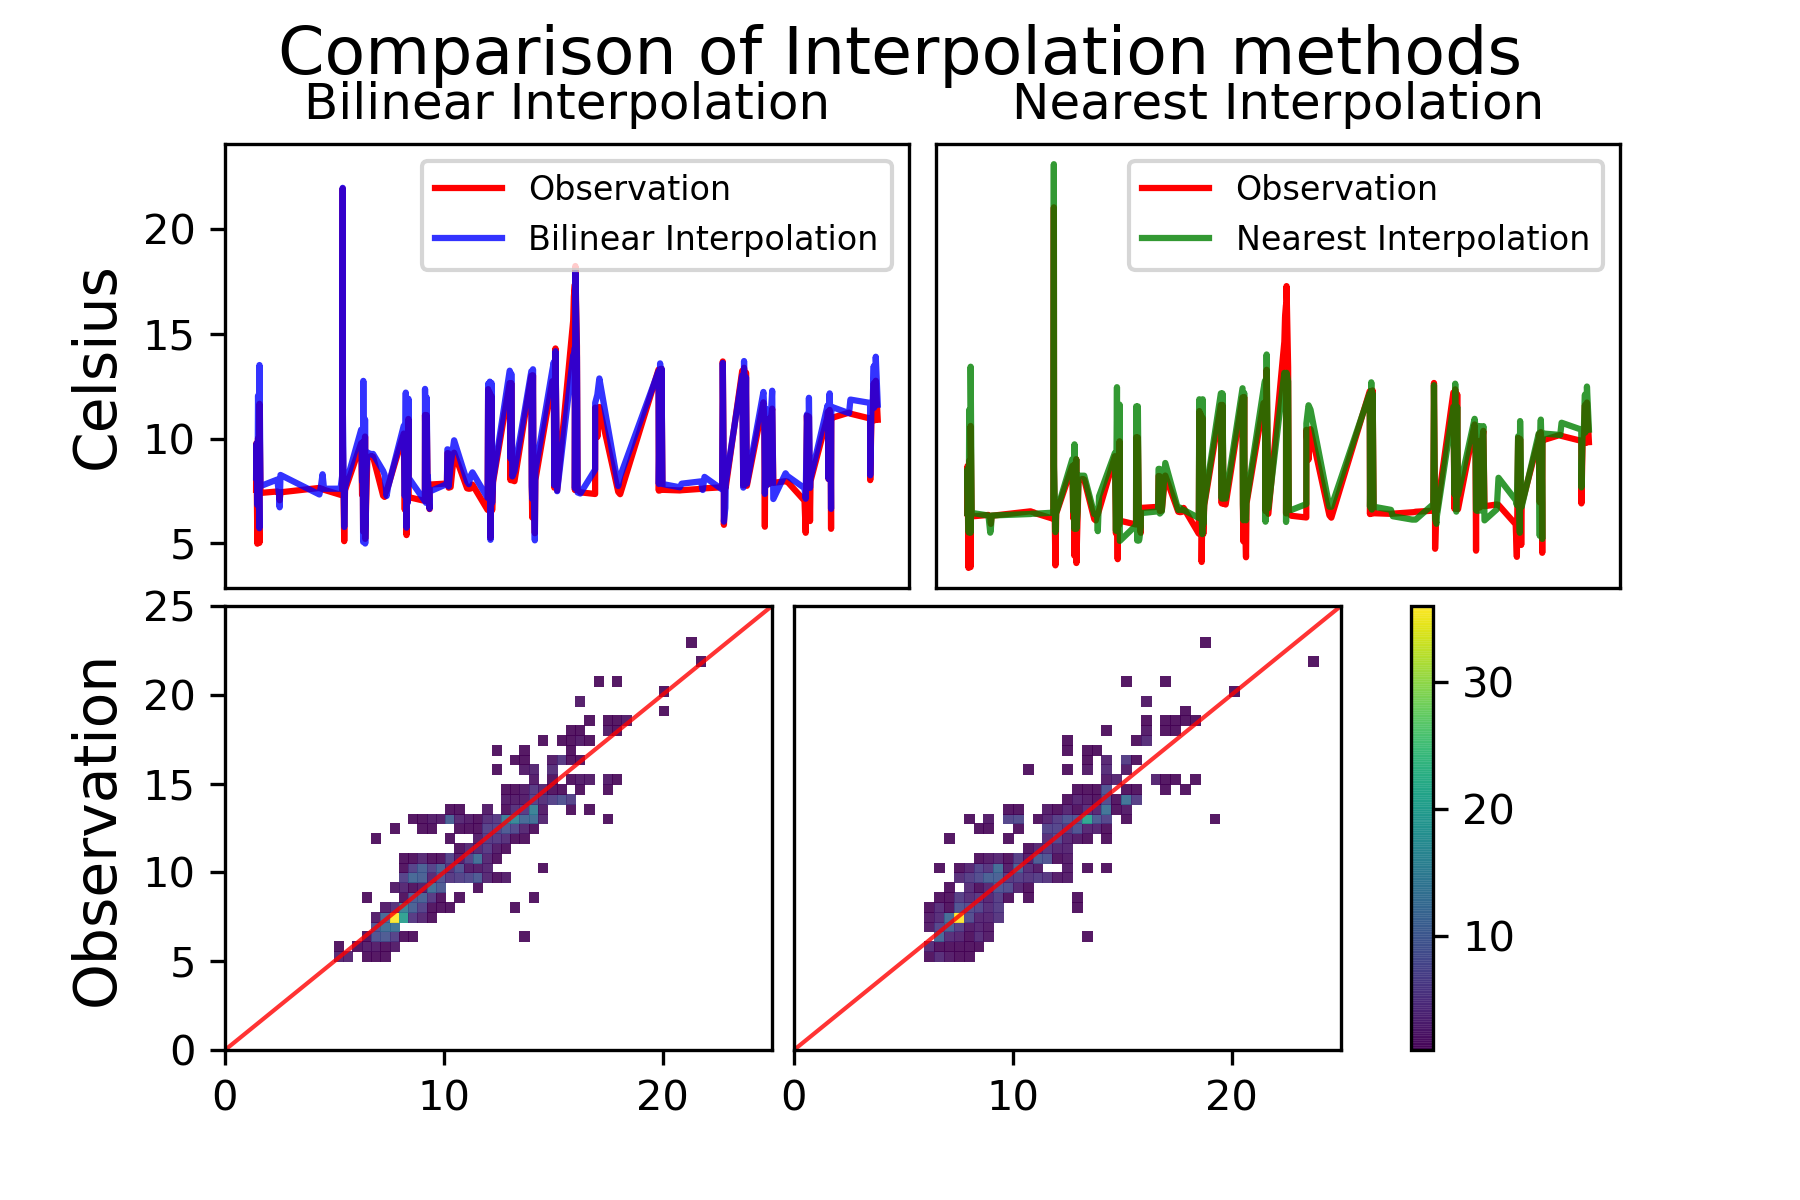 Comparison of Interpolation methods
Bilinear Interpolation
Nearest Interpolation
Celsius
20
15
10
5
Observation
Bilinear Interpolation
Observation
Nearest Interpolation
Observation
25
20
15
10
5
0
0
10
20
0
10
20
30
20
10